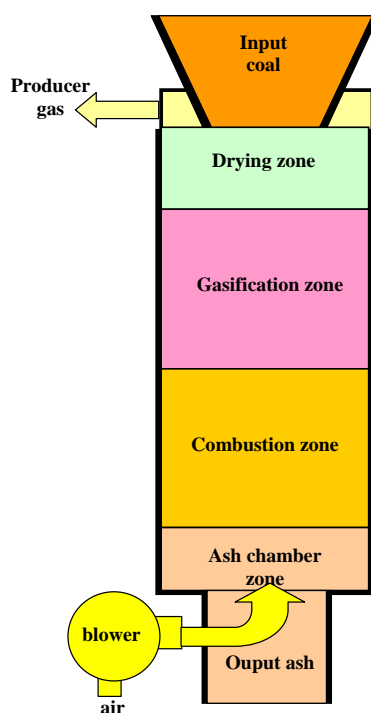 Input
coal
Producer
gas
Drying zone
Gasification zone
Combustion zone
Ash chamber
zone
blower
Ouput ash
air